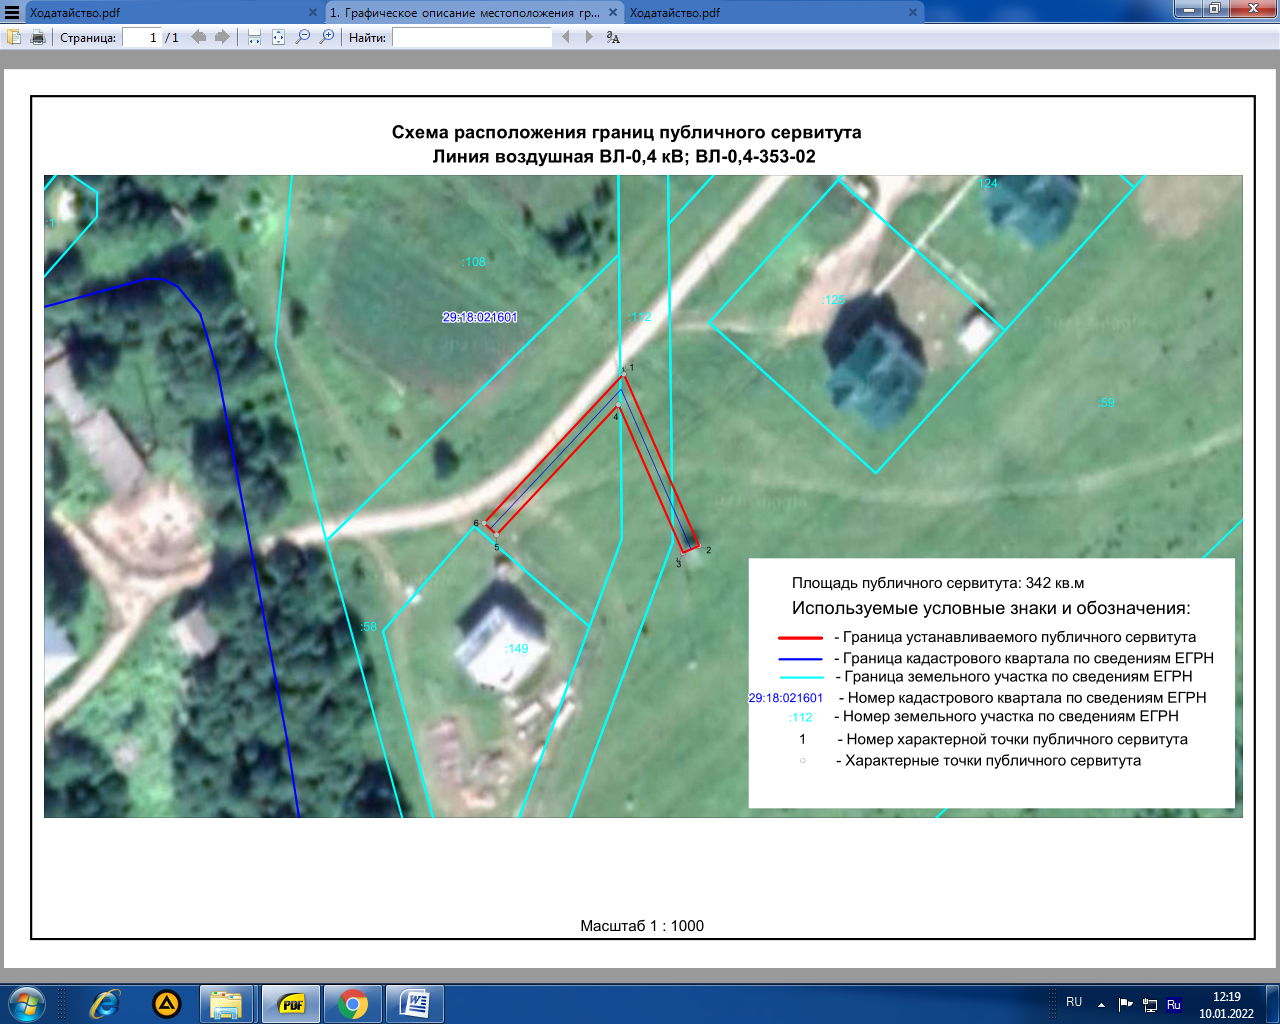 Ходатайство.pdf
1. Графическое описание местоположения гр...
Ходатайство.pdf
Страница: 1 / 1 Найти:
Схема расположения границ публичного сервитута
Линия воздушная ВЛ-0,4 кВ; ВЛ-0,4-353-02
124
:108
:125
29:18:021601
:112
1
:59
4
6
5
2
3
:58
:149
Площадь публичного сервитута: 342 кв.м
Используемые условные знаки и обозначения:
- Граница устанавливаемого публичного сервитута
- Граница кадастрового квартала по сведениям ЕГРН
- Граница земельного участка по сведениям ЕГРН
29:18:021601 - Номер кадастрового квартала по сведениям ЕГРН
:112 - Номер земельного участка по сведениям ЕГРН
1 - Номер характерной точки публичного сервитута
- Характерные точки публичного сервитута
Масштаб 1 : 1000
PDF
RU
Ru
12:19
10.01.2022